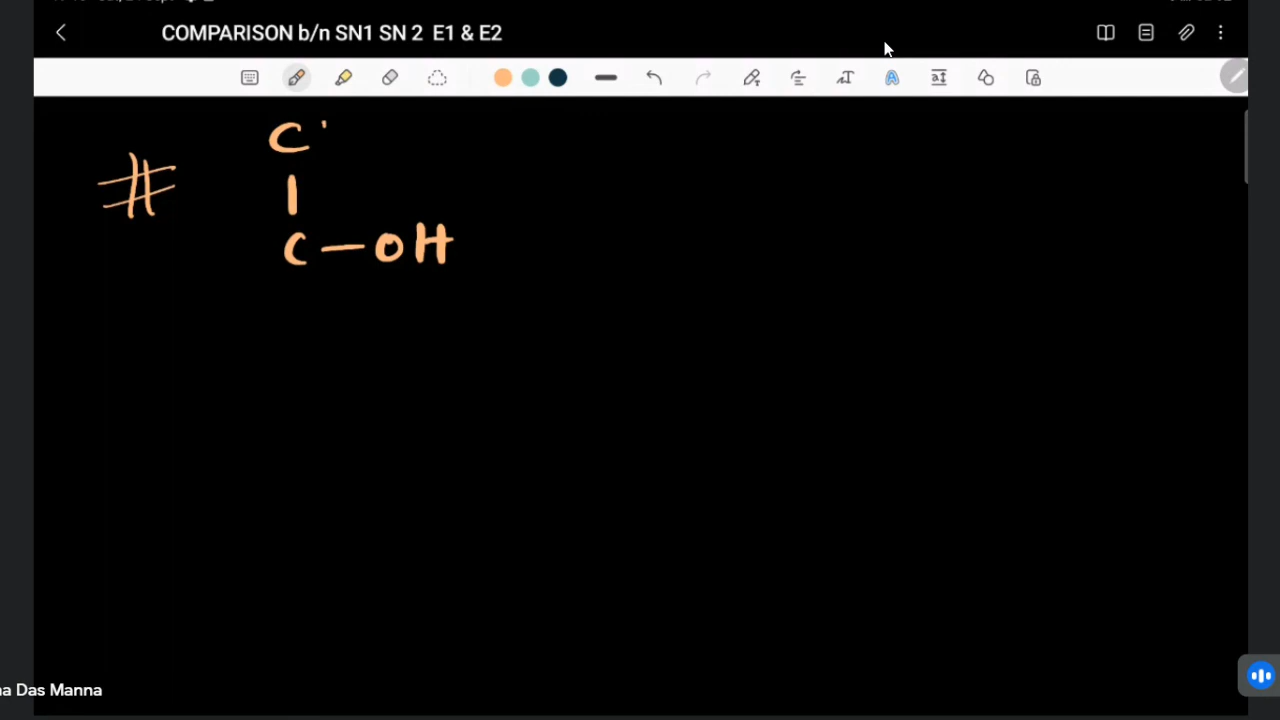 COMPARISON b/n SN1 SN 2 E1 & E2
#
C
|
C — OH
Das Manna